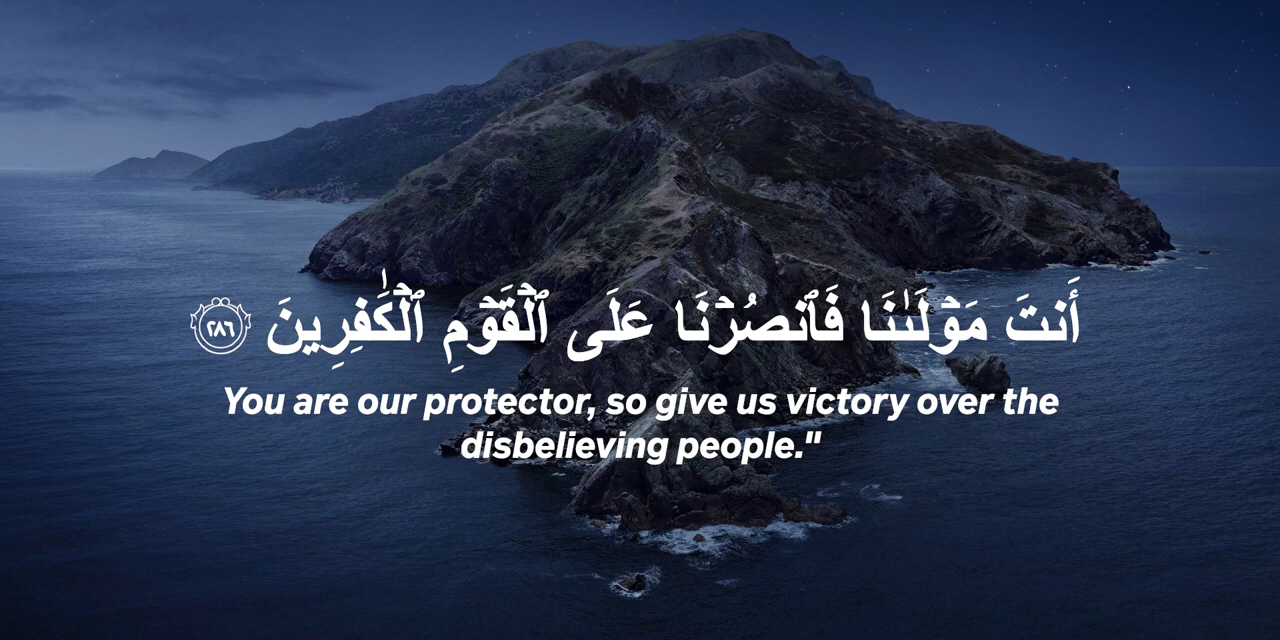 أَنتَ مَوْلَىٰنَا فَٱنصُرْنَا عَلَى ٱلْقَوْمِ ٱلْكَٰفِرِينَ ٢٨٦
You are our protector, so give us victory over the
disbelieving people."